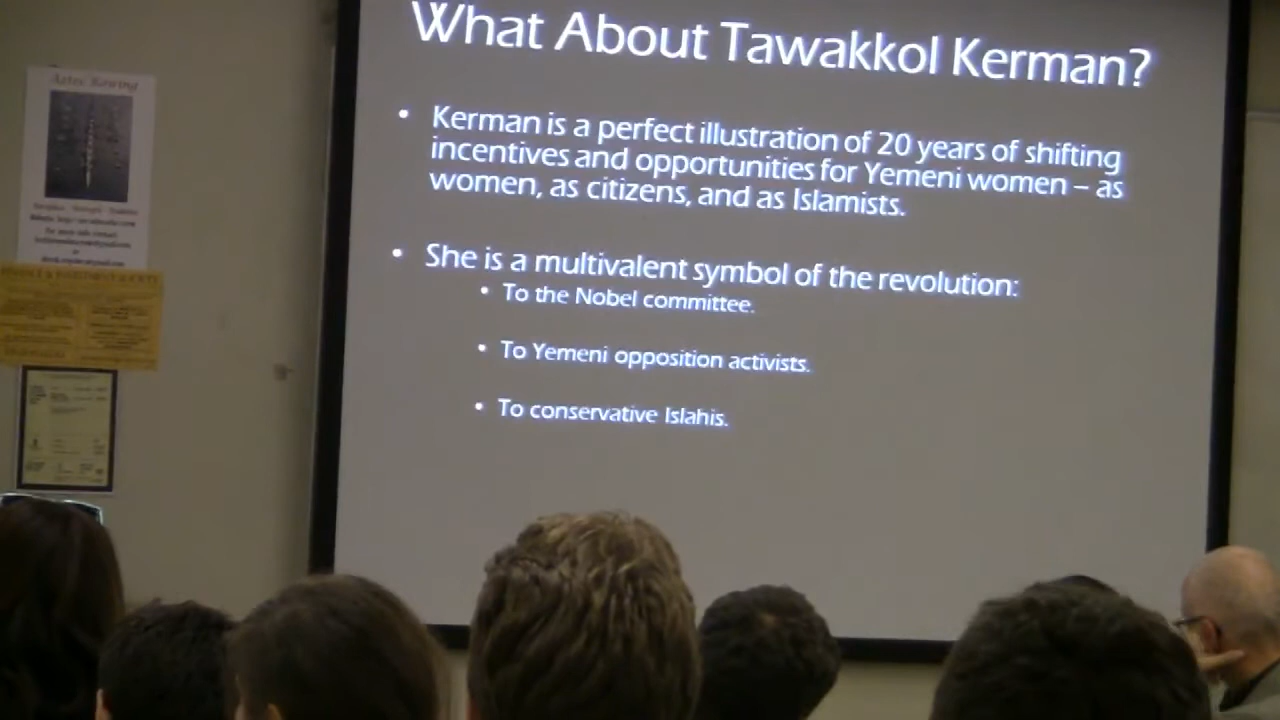 What About Tawakkol Kerman?
• Kerman is a perfect illustration of 20 years of shifting
incentives and opportunities for Yemeni women – as
women, as citizens, and as Islamists.
• She is a multivalent symbol of the revolution:
• To the Nobel committee.
• To Yemeni opposition activists.
• To conservative Islahis.
Aztec Rowing